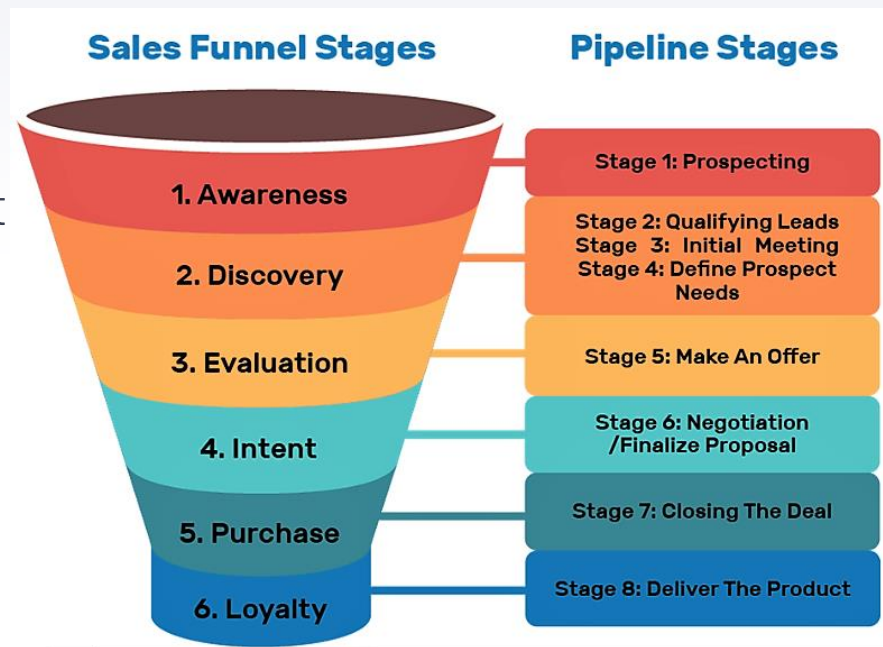 Sales Funnel Stages
Pipeline Stages
1. Awareness
Stage 1: Prospecting
2. Discovery
Stage 2: Qualifying Leads
Stage 3: Initial Meeting
Stage 4: Define Prospect
Needs
3. Evaluation
Stage 5: Make An Offer
4. Intent
Stage 6: Negotiation
/Finalize Proposal
5. Purchase
Stage 7: Closing The Deal
6. Loyalty
Stage 8: Deliver The Product